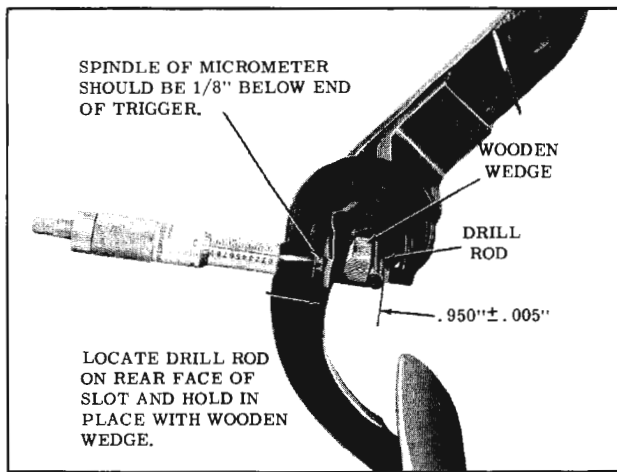 SPINDLE OF MICROMETER
SHOULD BE 1/8" BELOW END
OF TRIGGER.
WOODEN
WEDGE
DRILL
ROD
.950"±.005"
LOCATE DRILL ROD
ON REAR FACE OF
SLOT AND HOLD IN
PLACE WITH WOODEN
WEDGE.